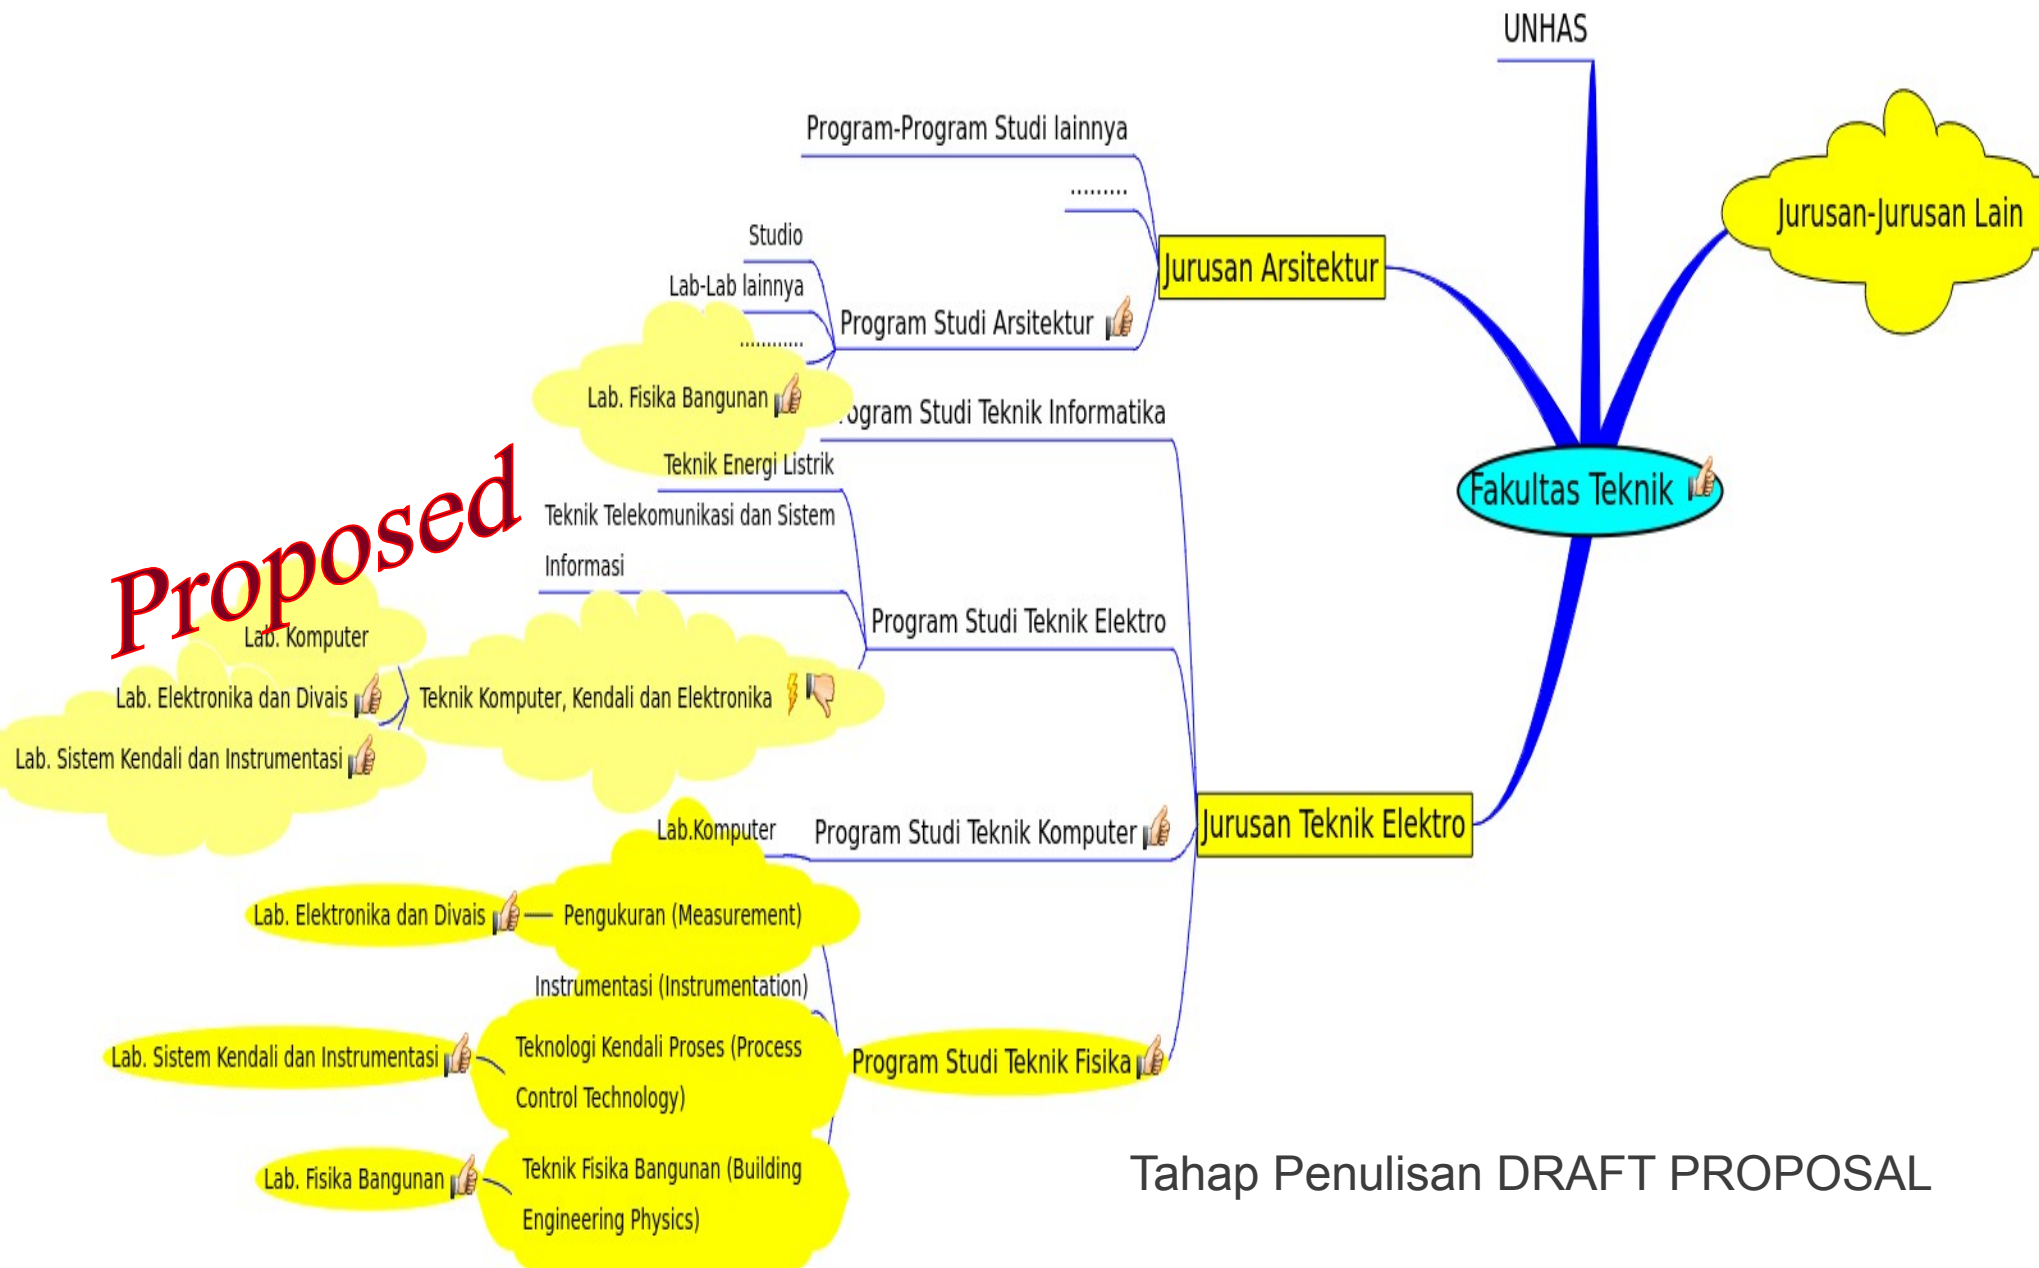 UNHAS
Program-Program Studi lainnya
.........
Jurusan-Jurusan Lain
Studio
Jurusan Arsitektur
Lab-Lab lainnya
Program Studi Arsitektur
............
Lab. Fisika Bangunan
ogram Studi Teknik Informatika
Teknik Energi Listrik
Fakultas Teknik
Proposed
Teknik Telekomunikasi dan Sistem
Informasi
Program Studi Teknik Elektro
Lab. Komputer
Lab. Elektronika dan Divais
Teknik Komputer, Kendali dan Elektronika
Lab. Sistem Kendali dan Instrumentasi
Lab.Komputer
Program Studi Teknik Komputer
Jurusan Teknik Elektro
Lab. Elektronika dan Divais
Pengukuran (Measurement)
Instrumentasi (Instrumentation)
Lab. Sistem Kendali dan Instrumentasi
Teknologi Kendali Proses (Process
Control Technology)
Program Studi Teknik Fisika
Lab. Fisika Bangunan
Teknik Fisika Bangunan (Building
Engineering Physics)
Tahap Penulisan DRAFT PROPOSAL